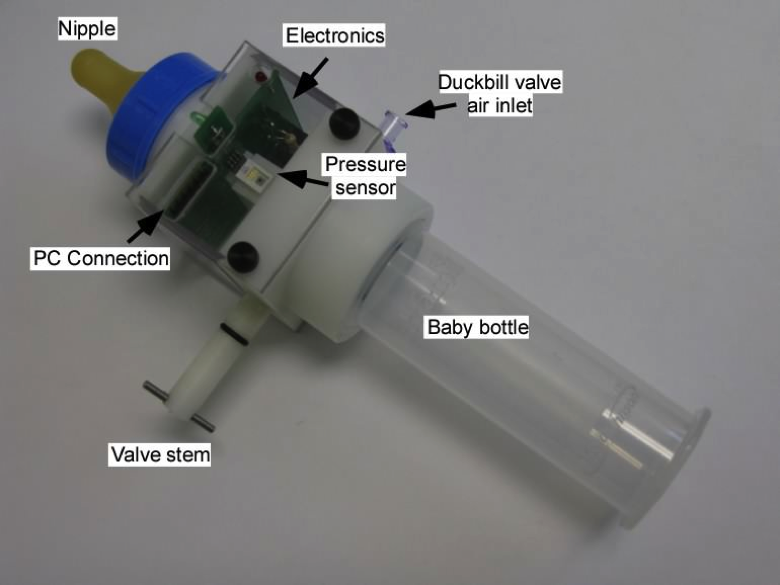 Nipple
Electronics
Duckbill valve
air inlet
Pressure
sensor
PC Connection
Baby bottle
Valve stem